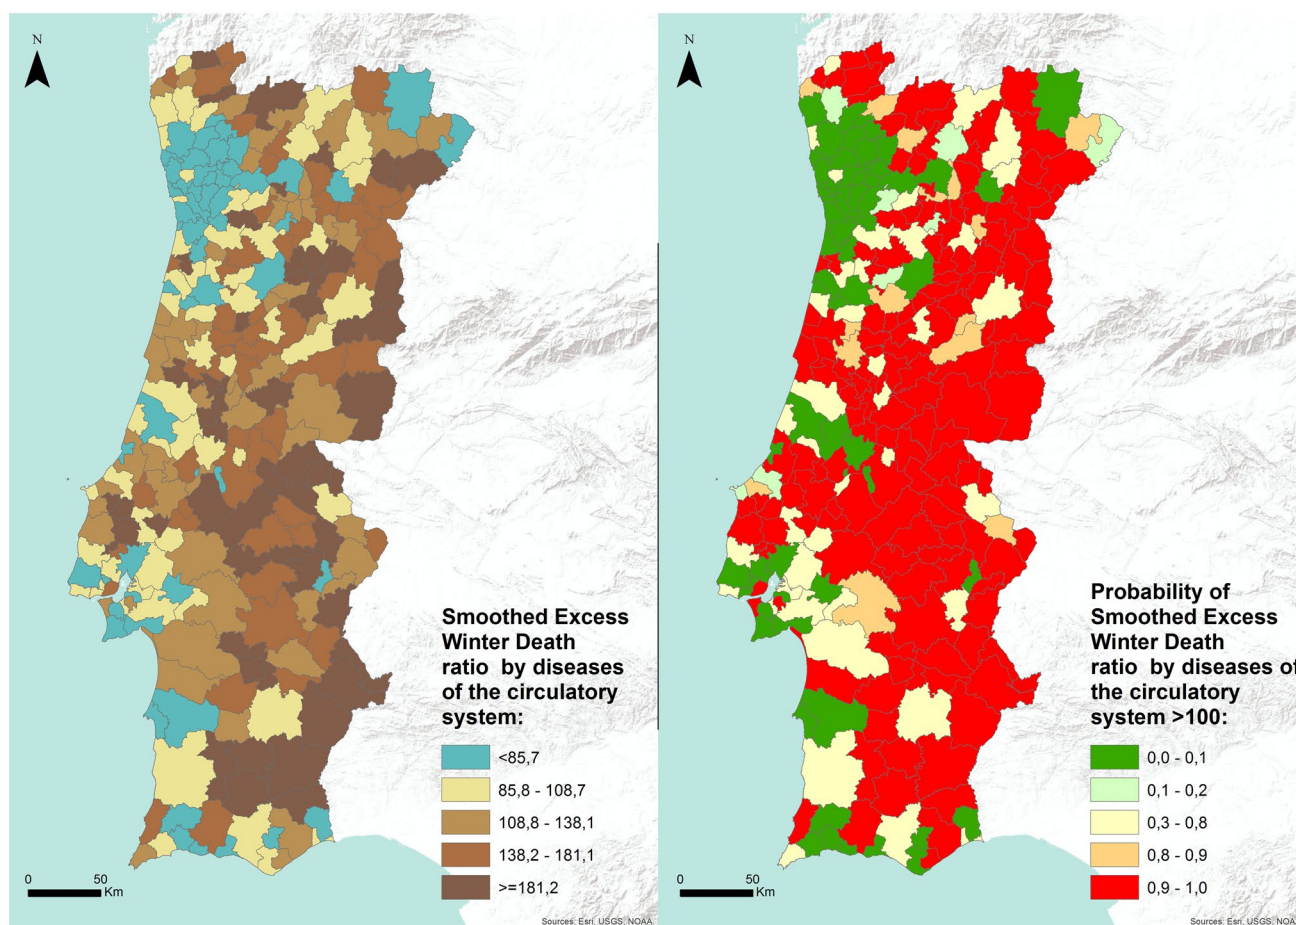 N
Smoothed Excess
Winter Death
ratio by diseases
of the circulatory
system:
<85,7
85,8 - 108,7
108,8 - 138,1
138,2 - 181,1
>=181,2
0
50
Km
Sources: Esri, USGS, NOAA
N
Probability of
Smoothed Excess
Winter Death
ratio by diseases of
the circulatory
system >100:
0,0 - 0,1
0,1 - 0,2
0,3 - 0,8
0.8 - 0,9
0,9 - 1,0
0
50
Km
Sources: Esri, USGS, NOA